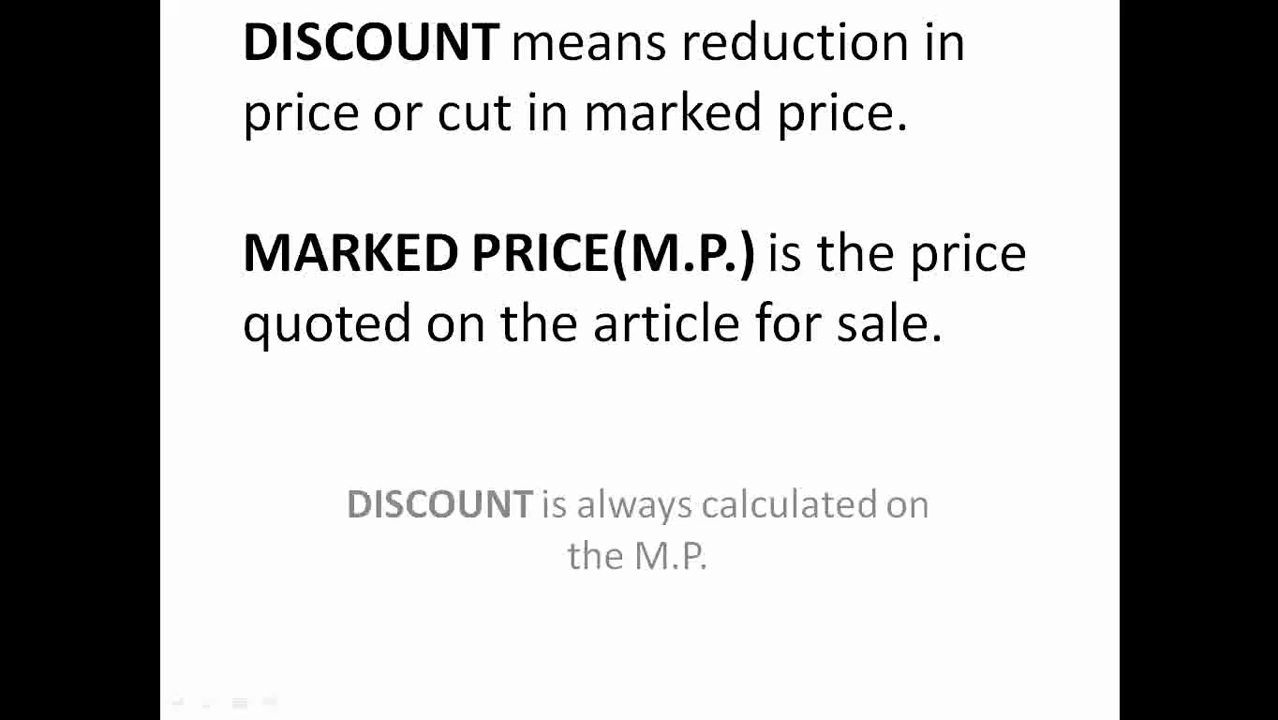 DISCOUNT means reduction in
price or cut in marked price.
MARKED PRICE(M.P.) is the price
quoted on the article for sale.
DISCOUNT is always calculated on
the M.P.